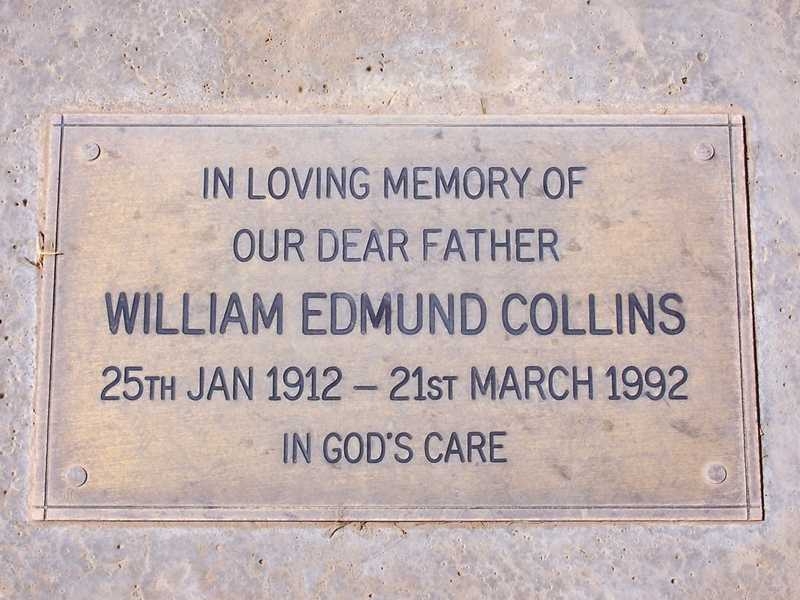 IN LOVING MEMORY OF
OUR DEAR FATHER
WILLIAM EDMUND COLLINS
25TH JAN 1912 – 21ST MARCH 1992
IN GOD'S CARE